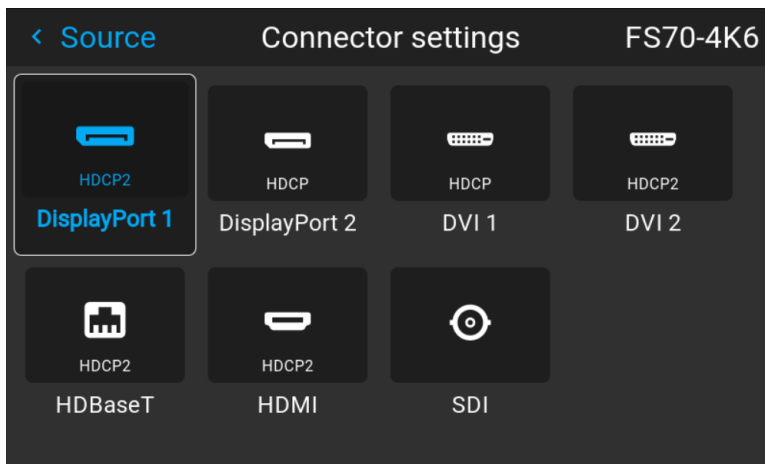 Source Connector settings FS70-4K6
HDCP2 HDCP HDCP HDCP2
DisplayPort 1 DisplayPort 2 DVI 1 DVI 2
HDCP2 HDCP2
HDBaseT HDMI SDI